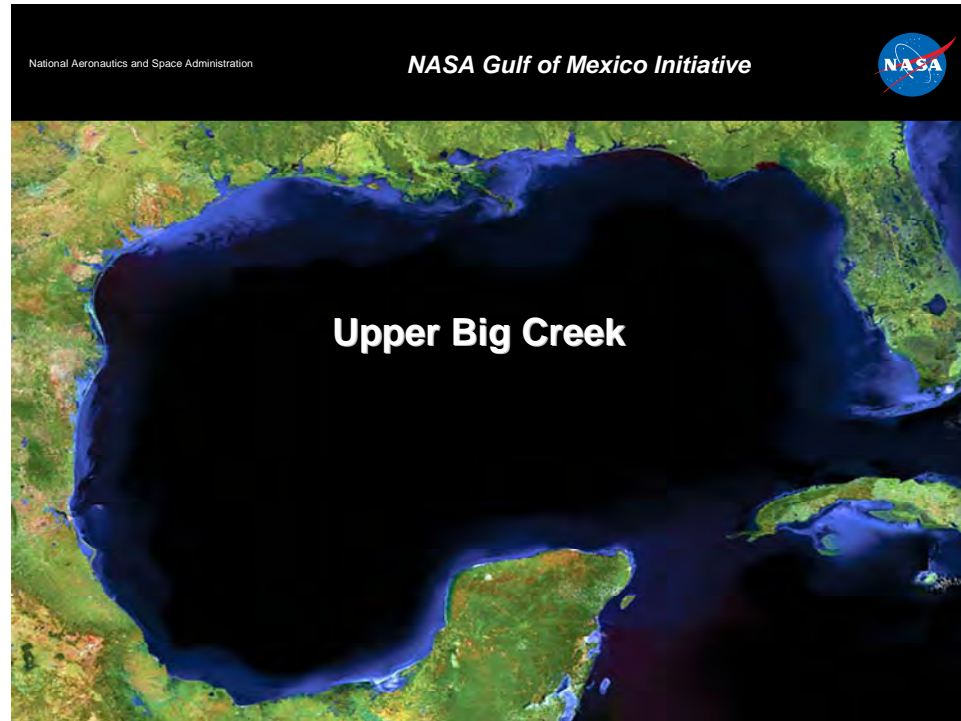 National Aeronautics and Space Administration
NASA Gulf of Mexico Initiative
NASA
Upper Big Creek